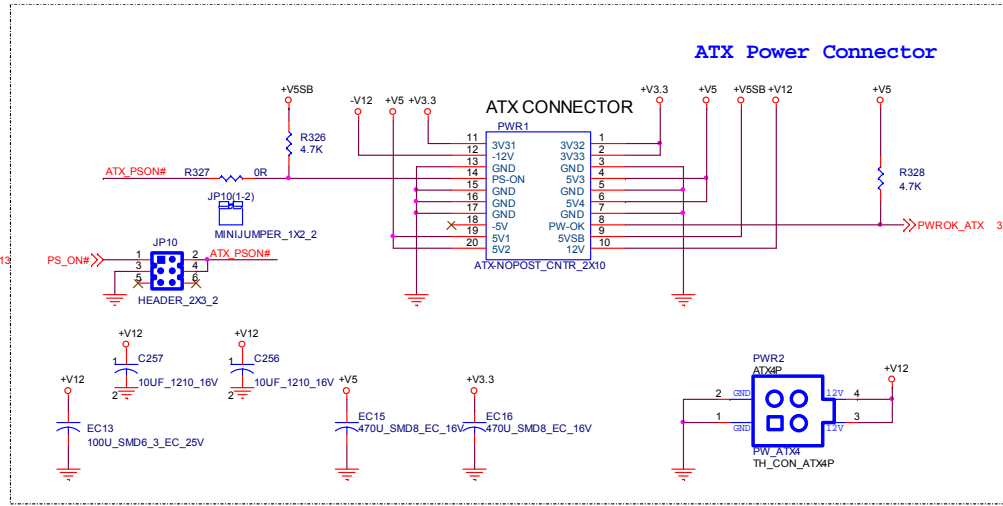 ATX Power Connector
+V5SB
-V12
+V5
+V3.3
ATX CONNECTOR
PWR1
+V3.3
+V5
+V5SB
+V12
+V5
R326
4.7K
11 3V31 3V32 1
12 -12V 3V33 2
13 GND GND 3
14 PS-ON 5V3 4
15 GND GND 5
16 GND 5V4 6
17 GND GND 7
18 -5V PW-OK 8
19 5V1 5VSB 9
20 5V2 12V 10
ATX-NOPOST_CNTR_2X10
ATX_PSON#
R327 0R
JP10(1-2)
MINIJUMPER_1X2_2
R328
4.7K
PWROK_ATX 3
13 PS_ON#
JP10
1 2
3 4
5 6
ATX_PSON#
HEADER_2X3_2
+V12
1 C257
10UF_1210_16V
2
+V12
1 C256
10UF_1210_16V
2
+V12
EC13
100U_SMD6_3_EC_25V
+V5
EC15
470U_SMD8_EC_16V
+V3.3
EC16
470U_SMD8_EC_16V
PWR2
ATX4P
+V12
2 GND 12V 4
1 GND 12V 3
PW_ATX4
TH_CON_ATX4P